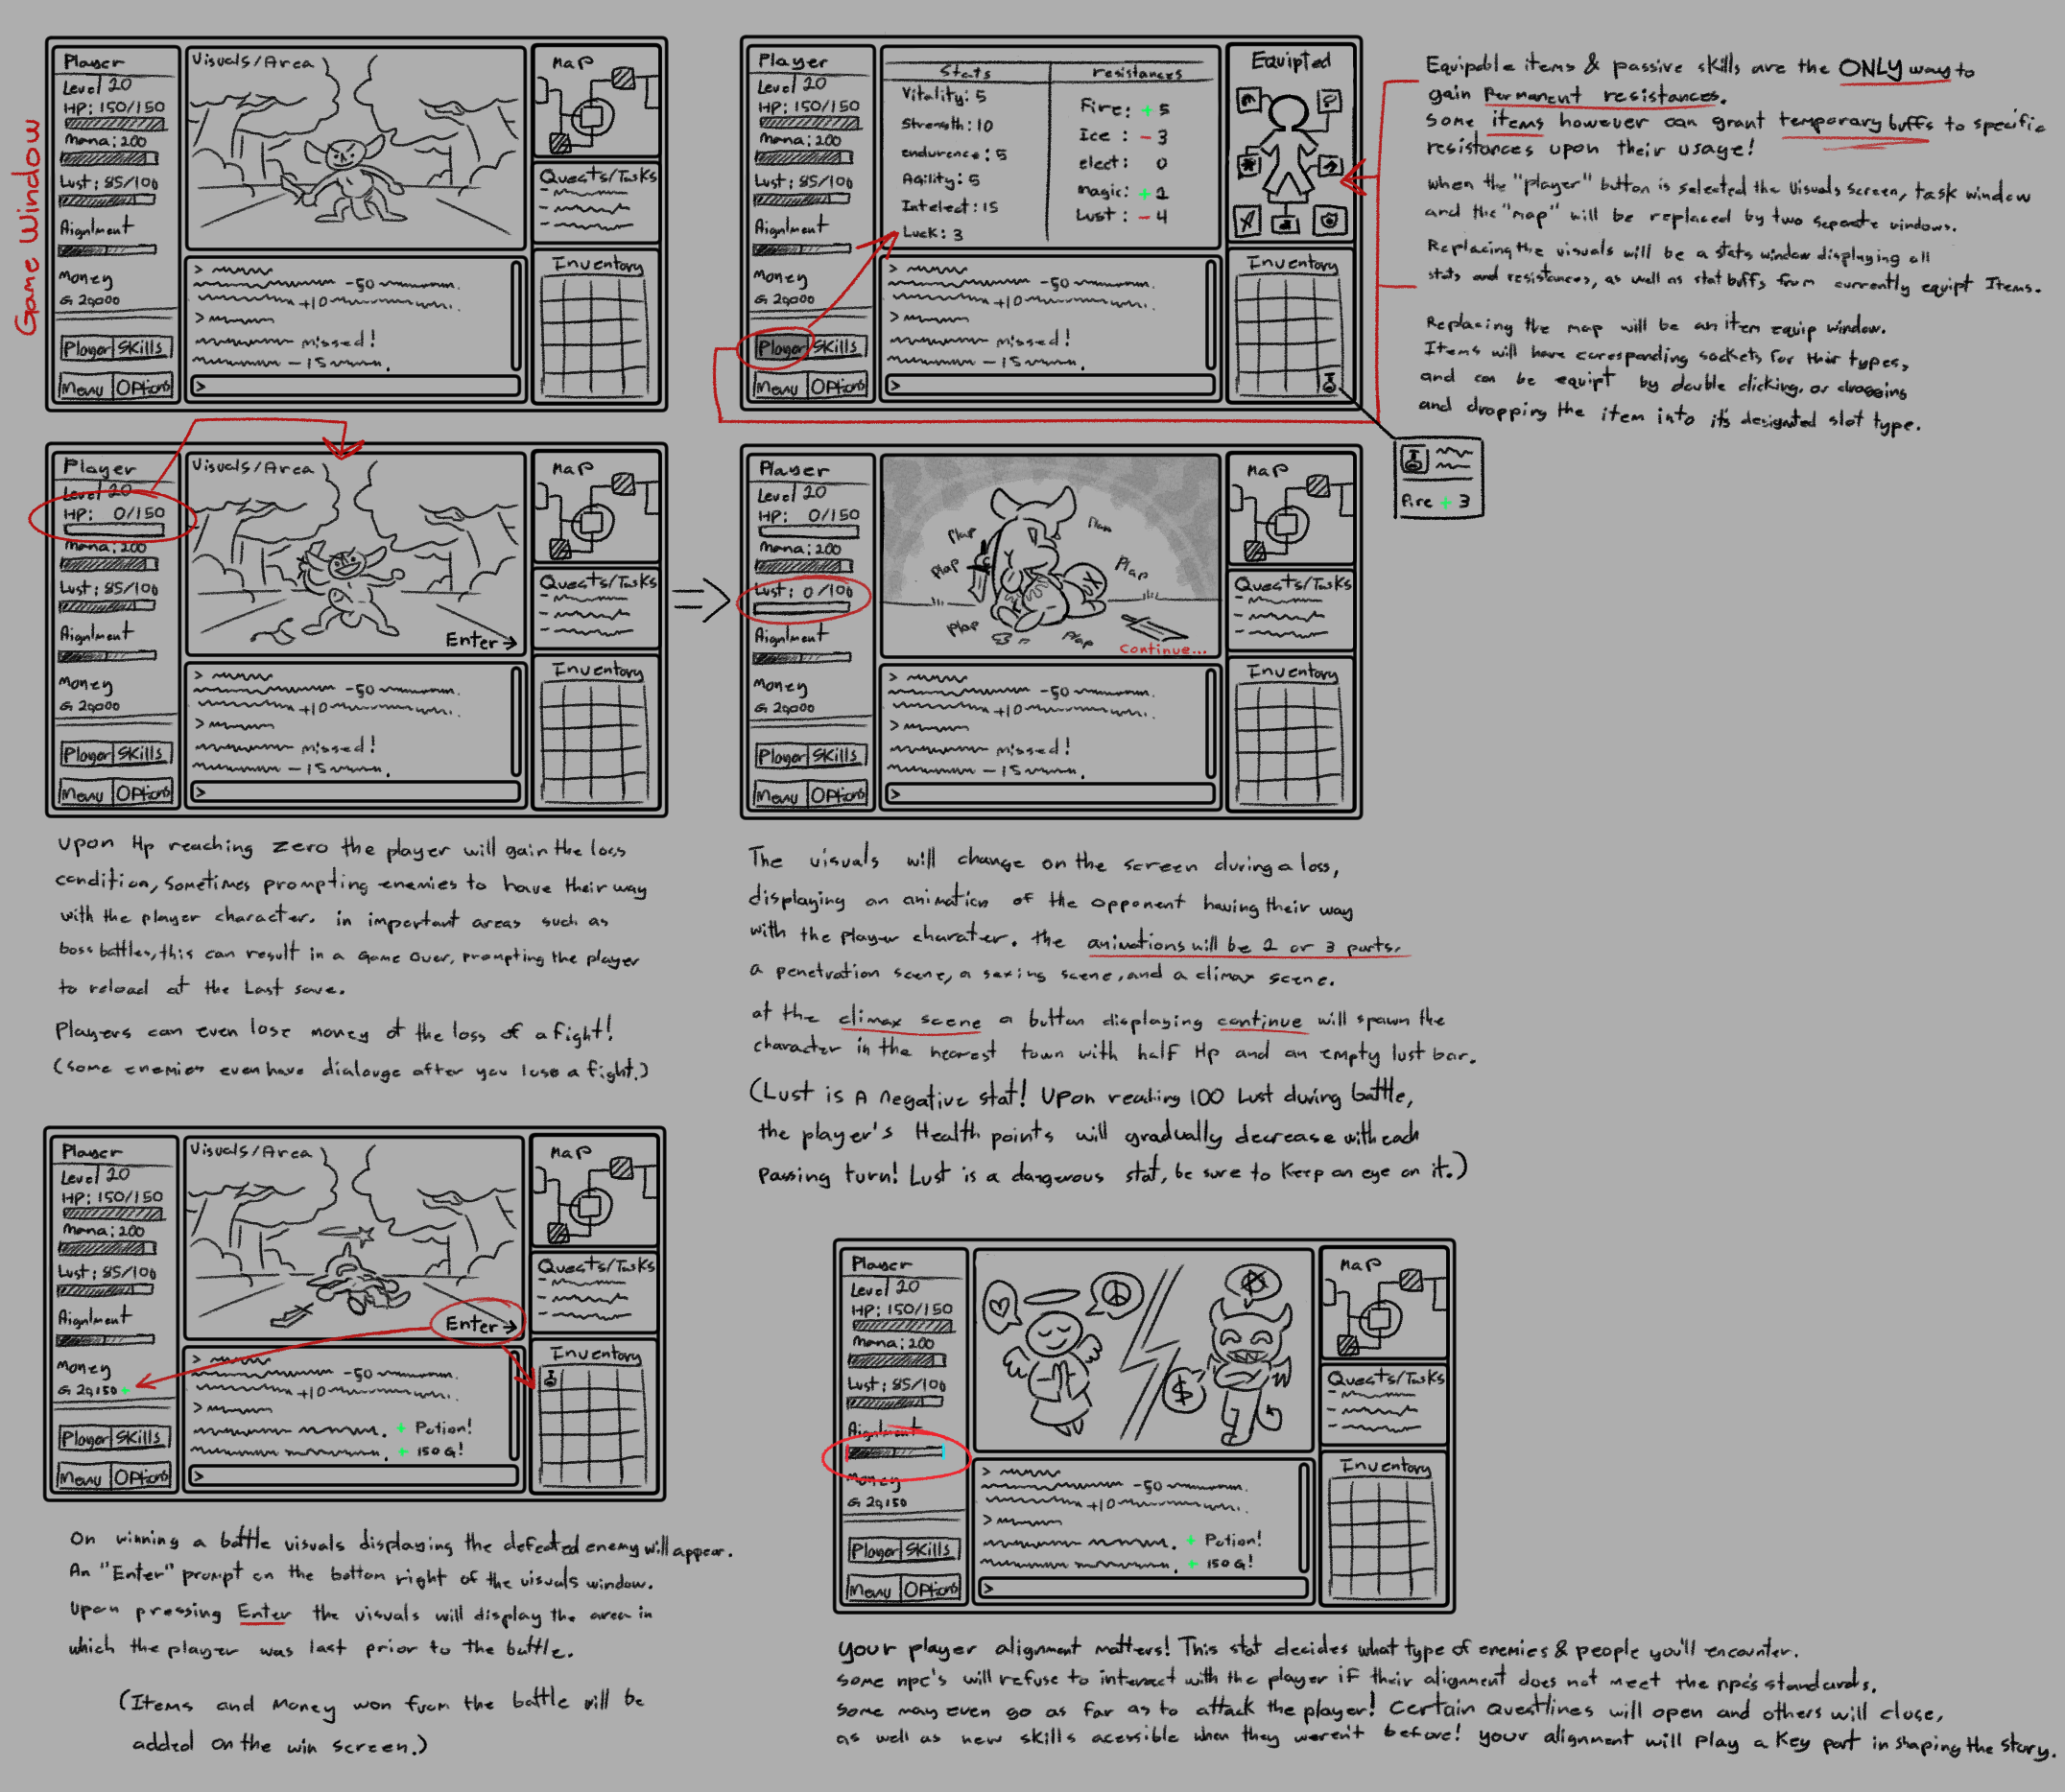 Game Window
Player
Level 20
HP: 150/150
Mana: 200
Lust: 85/100
Aignlment
Money
G 20,000
Player Skills
Menu Options
Visuals/Area
>
-50
+10
>
missed!
-15
>
Map
Quests/Tasks
Inventory
Player
Level 20
HP: 150/150
Mana: 200
Lust: 85/100
Aignlment
Money
G 20,000
Player Skills
Menu Options
Stats
Vitality: 5
Strength: 10
endurence: 5
Agility: 5
Intelect: 15
Luck: 3
resistances
Fire: + 5
Ice: - 3
elect: 0
magic: + 2
Lust: - 4
>
-50
+10
>
missed!
-15
>
Equipted
Inventory
Fire + 3
Equipable items & passive skills are the ONLY way to
gain Permanent resistances.
Some items however can grant temporary buffs to specific
resistances upon their usage!
when the "player" button is selected the Visuals screen, task window
and the "map" will be replaced by two seperate windows.
Replacing the visuals will be a stats window displaying all
stats and resistances, as well as stat buffs from currently equipt Items.
Replacing the map will be an item equip window.
Items will have coresponding sockets for their types,
and can be equipt by double clicking, or dragging
and dropping the item into it's designated slot type.
Player
Level 20
HP: 0/150
Mana: 200
Lust: 85/100
Aignlment
Money
G 20,000
Player Skills
Menu Options
Visuals/Area
Enter →
>
-50
+10
>
missed!
-15
>
Map
Quests/Tasks
Inventory
Player
Level 20
HP: 0/150
Mana: 200
Lust: 0/100
Aignlment
Money
G 20,000
Player Skills
Menu Options
Plap
Plap
Plap
Plap
Plap
Plap
Continue...
>
-50
+10
>
missed!
-15
>
Map
Quests/Tasks
Inventory
upon Hp reaching zero the player will gain the loss
condition, Sometimes prompting enemies to have their way
with the player character. in important areas such as
boss battles, this can result in a Game Over, prompting the player
to reload at the Last save.
Players can even lose money at the loss of a fight!
(some enemies even have dialouge after you lose a fight.)
The visuals will change on the screen during a loss,
displaying an animation of the opponent having their way
with the player charater. the animations will be 2 or 3 parts.
a penetration scene, a sexing scene, and a climax scene.
at the climax scene a button displaying continue will spawn the
character in the nearest town with half Hp and an empty lust bar.
(Lust is A negative stat! Upon reaching 100 Lust during battle,
the player's Health points will gradually decrease with each
passing turn! Lust is a dangerous stat, be sure to keep an eye on it.)
Player
Level 20
HP: 150/150
Mana: 200
Lust: 85/100
Aignlment
Money
G 20,150 +
Player Skills
Menu Options
Visuals/Area
Enter →
>
-50
+10
>
+ Potion!
+ 150 G!
>
Map
Quests/Tasks
Inventory
On winning a battle visuals displaying the defeated enemy will appear.
An "Enter" prompt on the bottom right of the visuals window.
Upon pressing Enter the visuals will display the area in
which the player was last prior to the battle.
(Items and Money won from the battle will be
added on the win screen.)
Player
Level 20
HP: 150/150
Mana: 200
Lust: 85/100
Aignlment
Money
G 20,150
Player Skills
Menu Options
$
>
-50
+10
>
+ Potion!
+ 150 G!
>
Map
Quests/Tasks
Inventory
your player alignment matters! This stat decides what type of enemies & people you'll encounter.
some npc's will refuse to interact with the player if their alignment does not meet the npc's standards.
Some may even go as far as to attack the player! Certain Questlines will open and others will close,
as well as new skills acessible when they weren't before! your alignment will play a key part in shaping the story.